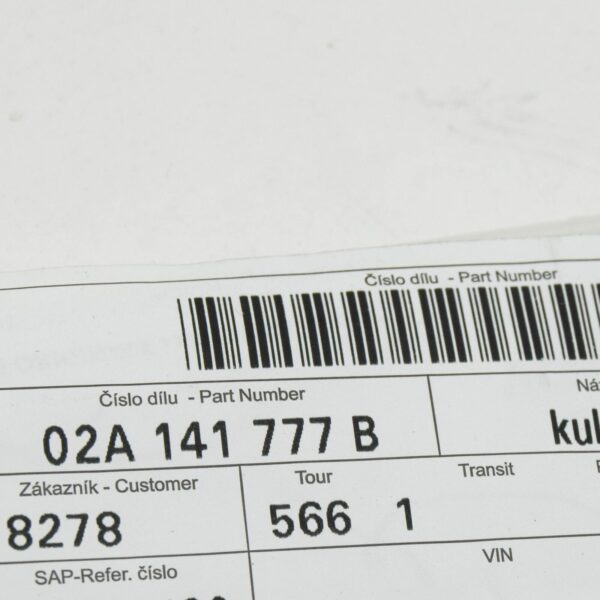 Číslo dílu - Part Number
Číslo dílu - Part Number
02A 141 777 B
Zákazník - Customer
Tour
Transit
8278
566 1
VIN
SAP-Refer. číslo